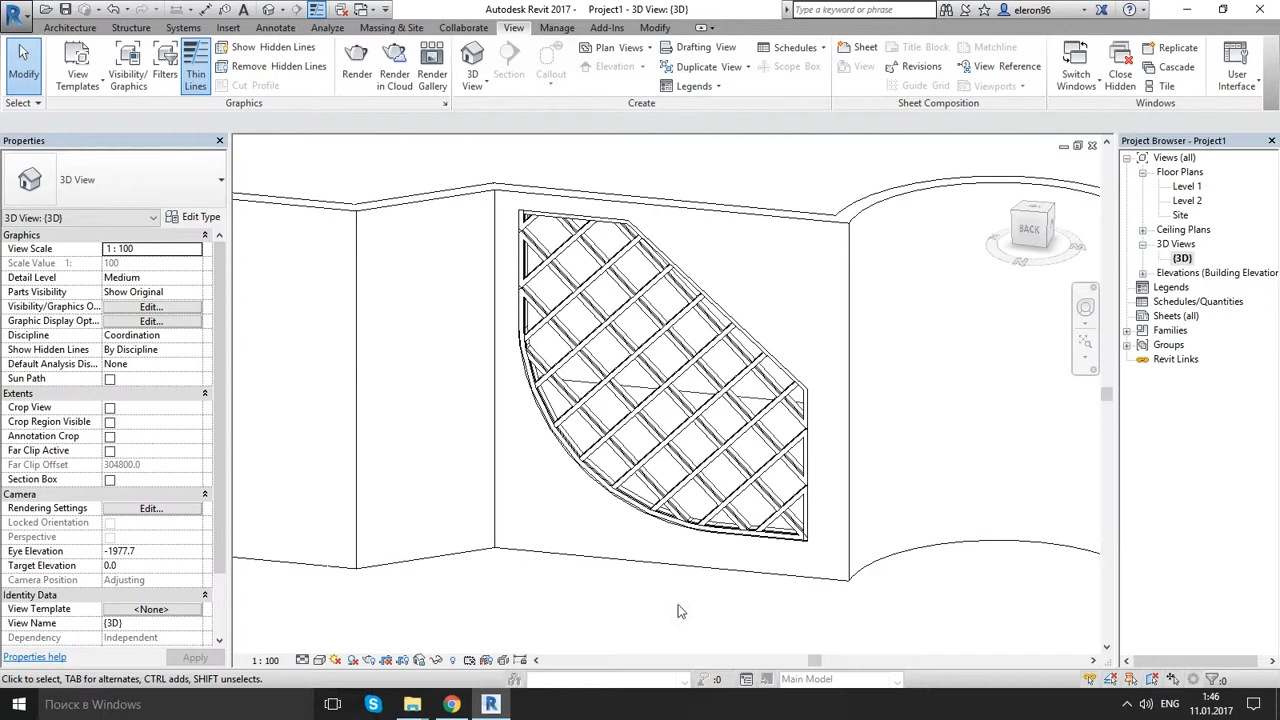 Autodesk Revit 2017 - Project1 - 3D View: {3D}
Type a keyword or phrase
eleron96
Architecture Structure Systems Insert Annotate Analyze Massing & Site Collaborate View Manage Add-Ins Modify
Modify
View Templates
Visibility/ Graphics
Filters
Thin Lines
Show Hidden Lines
Remove Hidden Lines
Cut Profile
Render
Render in Cloud
Render Gallery
3D View
Section
Callout
Plan Views
Elevation
Drafting View
Duplicate View
Legends
Schedules
Scope Box
Sheet
View
Title Block
Revisions
Guide Grid
Matchline
View Reference
Viewports
Switch Windows
Close Hidden
Replicate
Cascade
Tile
User Interface
Select Graphics Create Sheet Composition Windows
Properties
3D View
3D View: {3D} Edit Type
Graphics
View Scale 1 : 100
Scale Value 1: 100
Detail Level Medium
Parts Visibility Show Original
Visibility/Graphics O... Edit...
Graphic Display Opt... Edit...
Discipline Coordination
Show Hidden Lines By Discipline
Default Analysis Dis... None
Sun Path
Extents
Crop View
Crop Region Visible
Annotation Crop
Far Clip Active
Far Clip Offset 304800.0
Section Box
Camera
Rendering Settings Edit...
Locked Orientation
Perspective
Eye Elevation -1977.7
Target Elevation 0.0
Camera Position Adjusting
Identity Data
View Template <None>
View Name {3D}
Dependency Independent
Properties help Apply
BACK
Project Browser - Project1
Views (all)
Floor Plans
Level 1
Level 2
Site
Ceiling Plans
3D Views
{3D}
Elevations (Building Elevation
Legends
Schedules/Quantities
Sheets (all)
Families
Groups
Revit Links
1 : 100
Click to select, TAB for alternates, CTRL adds, SHIFT unselects.
:0
Main Model
:0
Поиск в Windows
ENG
1:46
11.01.2017